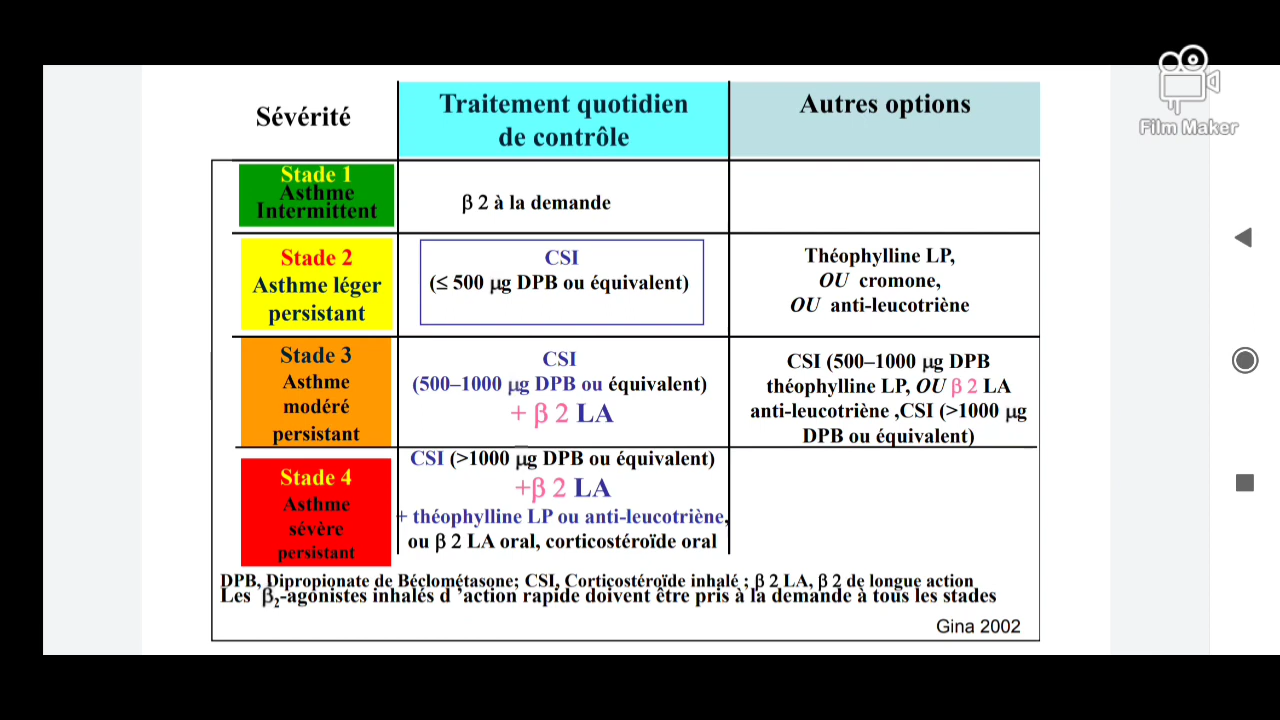 Film Maker
Sévérité
Traitement quotidien
de contrôle
Autres options
Stade 1
Asthme
Intermittent
β 2 à la demande
Stade 2
Asthme léger
persistant
CSI
(≤ 500 µg DPB ou équivalent)
Théophylline LP,
OU cromone,
OU anti-leucotriène
Stade 3
Asthme
modéré
persistant
CSI
(500–1000 µg DPB ou équivalent)
+ β 2 LA
CSI (500–1000 µg DPB
théophylline LP, OU β 2 LA
anti-leucotriène ,CSI (>1000 µg
DPB ou équivalent)
Stade 4
Asthme
sévère
persistant
CSI (>1000 µg DPB ou équivalent)
+β 2 LA
+ théophylline LP ou anti-leucotriène,
ou β 2 LA oral, corticostéroïde oral
DPB, Dipropionate de Béclométasone; CSI, Corticostéroïde inhalé ; β 2 LA, β 2 de longue action
Les β2-agonistes inhalés d ’action rapide doivent être pris à la demande à tous les stades
Gina 2002